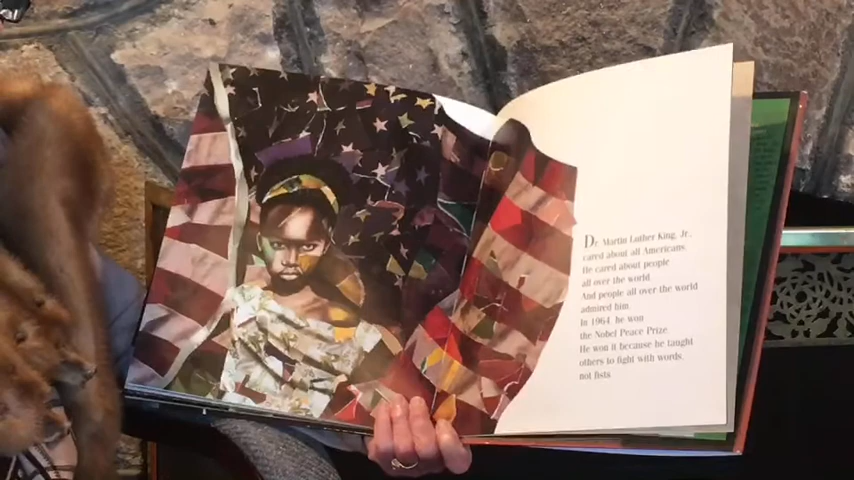 Dr. Martin Luther King, Jr.
cared about all Americans
He cared about people
all over the world
And people all over the world
admired him.
In 1964, he won
the Nobel Peace Prize.
He won it because he taught
others to fight with words,
not fists.